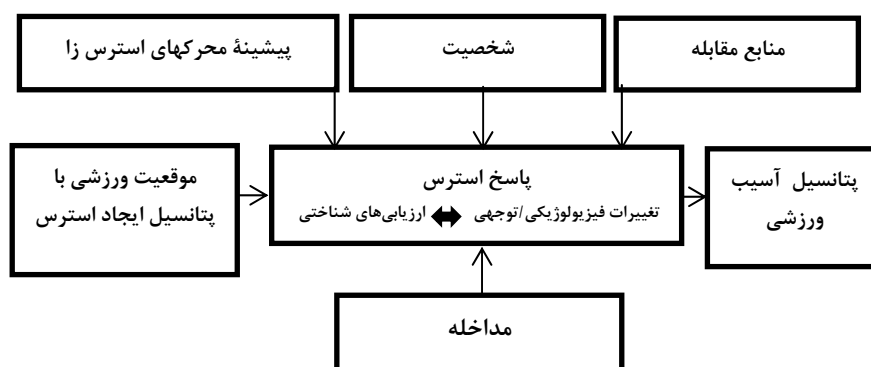 پیشینۀ محرکهای استرس زا
شخصیت
منابع مقابله
موقعیت ورزشی با
پتانسیل ایجاد استرس
پاسخ استرس
ارزیابی‌های شناختی
تغییرات فیزیولوژیکی/توجهی
پتانسیل آسیب
ورزشی
مداخله